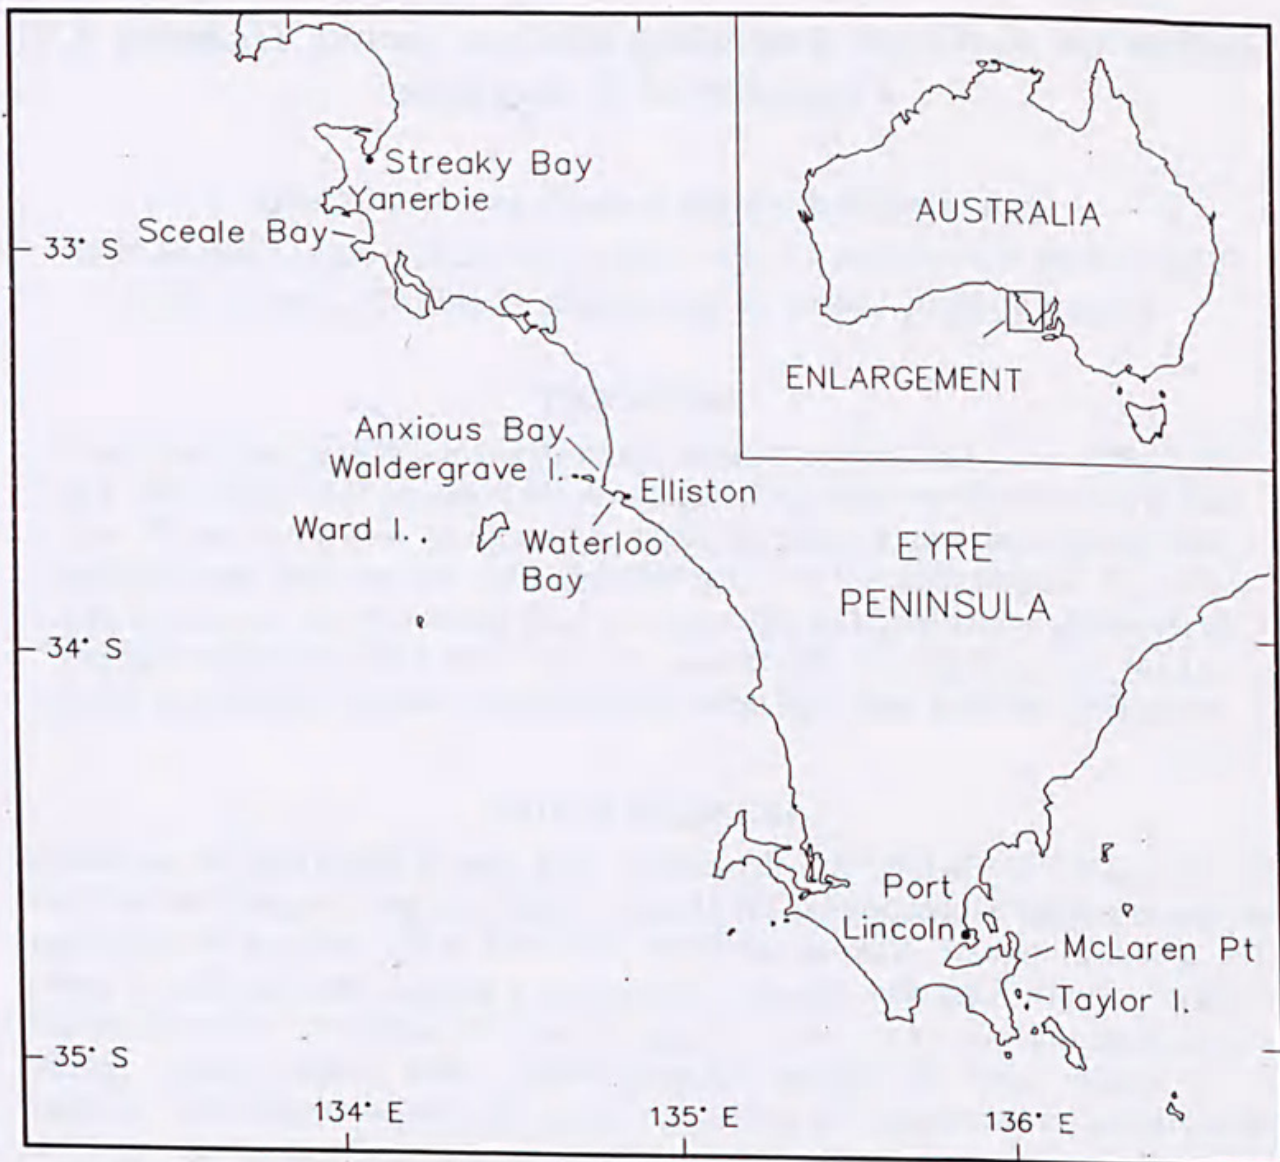 Streaky Bay
Yanerbie
Sceale Bay
33° S
AUSTRALIA
ENLARGEMENT
Anxious Bay
Waldergrave I.
Elliston
Ward I.
Waterloo
Bay
EYRE
PENINSULA
34° S
Port
Lincoln
McLaren Pt
Taylor I.
35° S
134° E
135° E
136° E